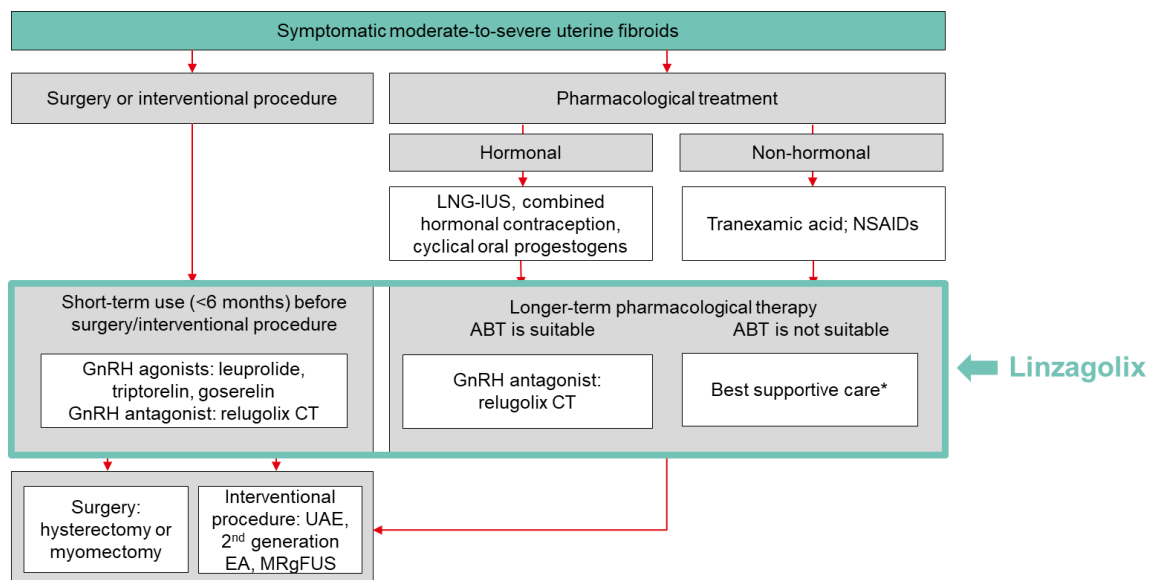 Symptomatic moderate-to-severe uterine fibroids
Surgery or interventional procedure
Pharmacological treatment
Hormonal
Non-hormonal
LNG-IUS, combined
hormonal contraception,
cyclical oral progestogens
Tranexamic acid; NSAIDs
Short-term use (<6 months) before
surgery/interventional procedure
GnRH agonists: leuprolide,
triptorelin, goserelin
GnRH antagonist: relugolix CT
Longer-term pharmacological therapy
ABT is suitable
ABT is not suitable
GnRH antagonist:
relugolix CT
Best supportive care*
Linzagolix
Surgery:
hysterectomy or
myomectomy
Interventional
procedure: UAE,
2nd generation
EA, MRgFUS